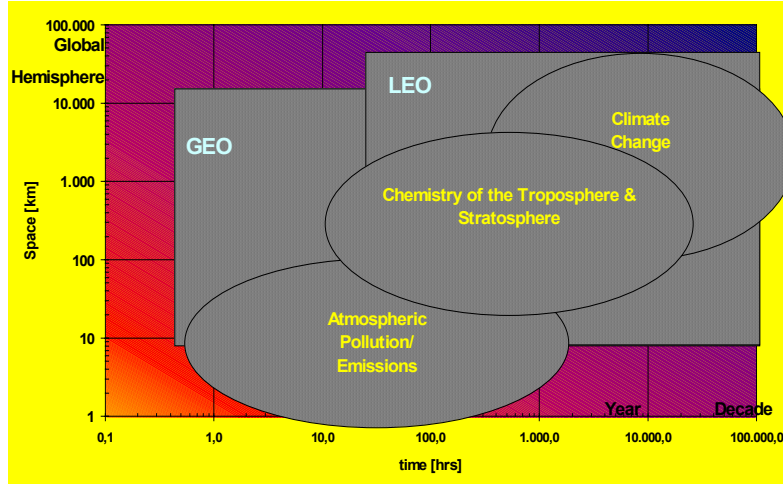 100.000
Global
Hemisphere
10.000
1.000
100
10
1
Space [km]
LEO
GEO
Climate
Change
Chemistry of the Troposphere &
Stratosphere
Atmospheric
Pollution/
Emissions
Year
Decade
0,1
1,0
10,0
100,0
1.000,0
10.000,0
100.000,0
time [hrs]